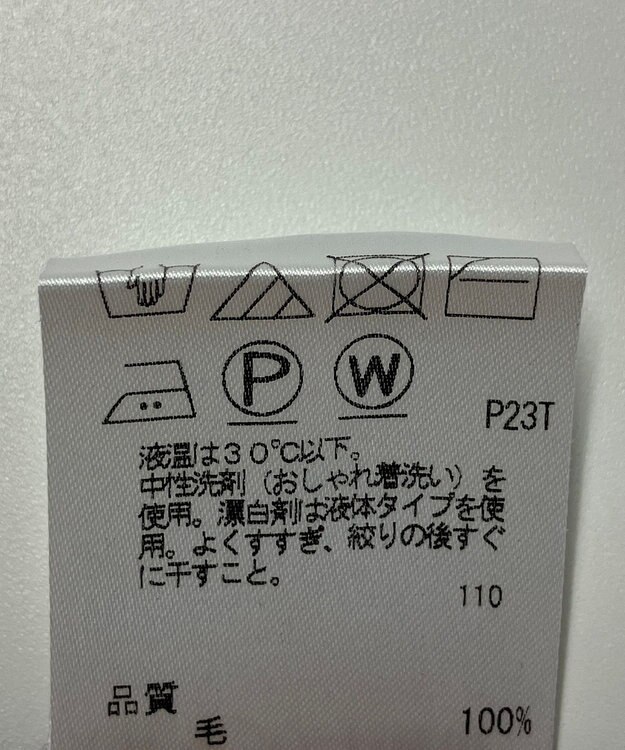 P
W
P23T
液温は30℃以下。
中性洗剤（おしゃれ着洗い）を
使用。漂白剤は液体タイプを使
用。よくすすぎ、絞りの後すぐ
に干すこと。
110
品質
毛 100%